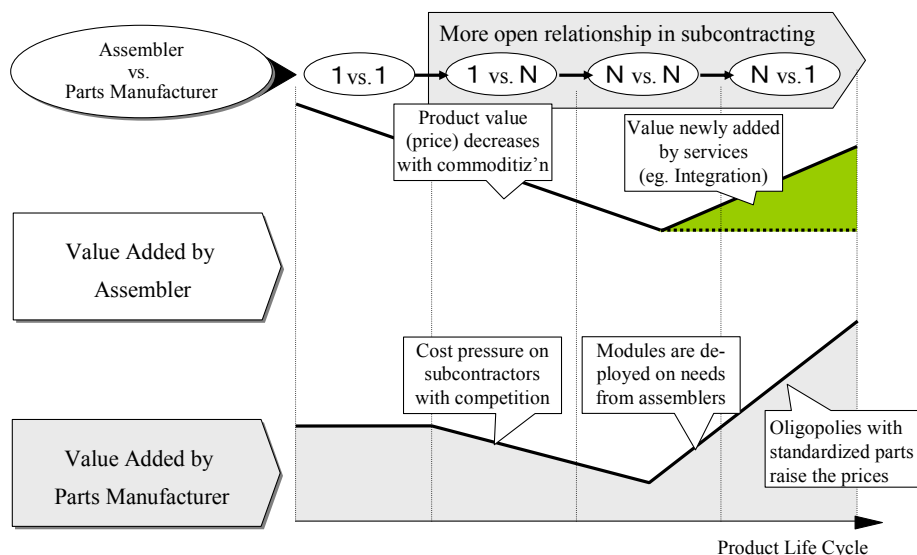 More open relationship in subcontracting
Assembler
vs.
Parts Manufacturer
1 vs. 1
1 vs. N
N vs. N
N vs. 1
Product value
(price) decreases
with commoditiz'n
Value newly added
by services
(eg. Integration)
Value Added by
Assembler
Cost pressure on
subcontractors
with competition
Modules are de-
ployed on needs
from assemblers
Oligopolies with
standardized parts
raise the prices
Value Added by
Parts Manufacturer
Product Life Cycle